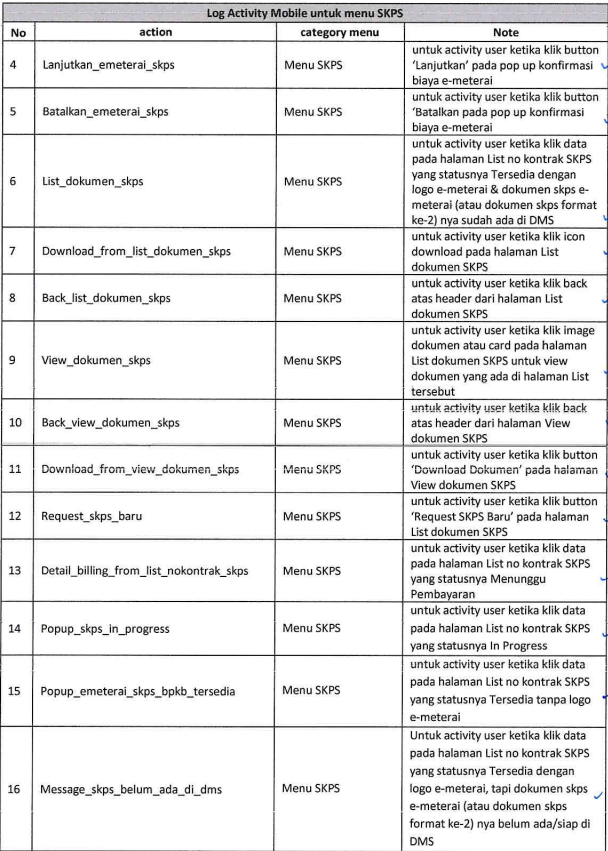 Log Activity Mobile untuk menu SKPS
No action category menu Note
4 Lanjutkan_emeterai_skps Menu SKPS untuk activity user ketika klik button
'Lanjutkan' pada pop up konfirmasi
biaya e-meterai
5 Batalkan_emeterai_skps Menu SKPS untuk activity user ketika klik button
'Batalkan pada pop up konfirmasi
biaya e-meterai
6 List_dokumen_skps Menu SKPS untuk activity user ketika klik data
pada halaman List no kontrak SKPS
yang statusnya Tersedia dengan
logo e-meterai & dokumen skps e-
meterai (atau dokumen skps format
ke-2) nya sudah ada di DMS
7 Download_from_list_dokumen_skps Menu SKPS untuk activity user ketika klik icon
download pada halaman List
dokumen SKPS
8 Back_list_dokumen_skps Menu SKPS untuk activity user ketika klik back
atas header dari halaman List
dokumen SKPS
9 View_dokumen_skps Menu SKPS untuk activity user ketika klik image
dokumen atau card pada halaman
List dokumen SKPS untuk view
dokumen yang ada di halaman List
tersebut
10 Back_view_dokumen_skps Menu SKPS untuk activity user ketika klik back
atas header dari halaman View
dokumen SKPS
11 Download_from_view_dokumen_skps Menu SKPS untuk activity user ketika klik button
'Download Dokumen' pada halaman
View dokumen SKPS
12 Request_skps_baru Menu SKPS untuk activity user ketika klik button
'Request SKPS Baru' pada halaman
List dokumen SKPS
13 Detail_billing_from_list_nokontrak_skps Menu SKPS untuk activity user ketika klik data
pada halaman List no kontrak SKPS
yang statusnya Menunggu
Pembayaran
14 Popup_skps_in_progress Menu SKPS untuk activity user ketika klik data
pada halaman List no kontrak SKPS
yang statusnya In Progress
15 Popup_emeterai_skps_bpkb_tersedia Menu SKPS untuk activity user ketika klik data
pada halaman List no kontrak SKPS
yang statusnya Tersedia tanpa logo
e-meterai
16 Message_skps_belum_ada_di_dms Menu SKPS Untuk activity user ketika klik data
pada halaman List no kontrak SKPS
yang statusnya Tersedia dengan
logo e-meterai, tapi dokumen skps
e-meterai (atau dokumen skps
format ke-2) nya belum ada/siap di
DMS